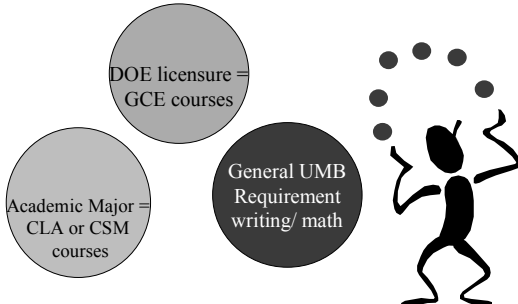 DOE licensure =
GCE courses
General UMB
Requirement
writing/ math
Academic Major =
CLA or CSM
courses